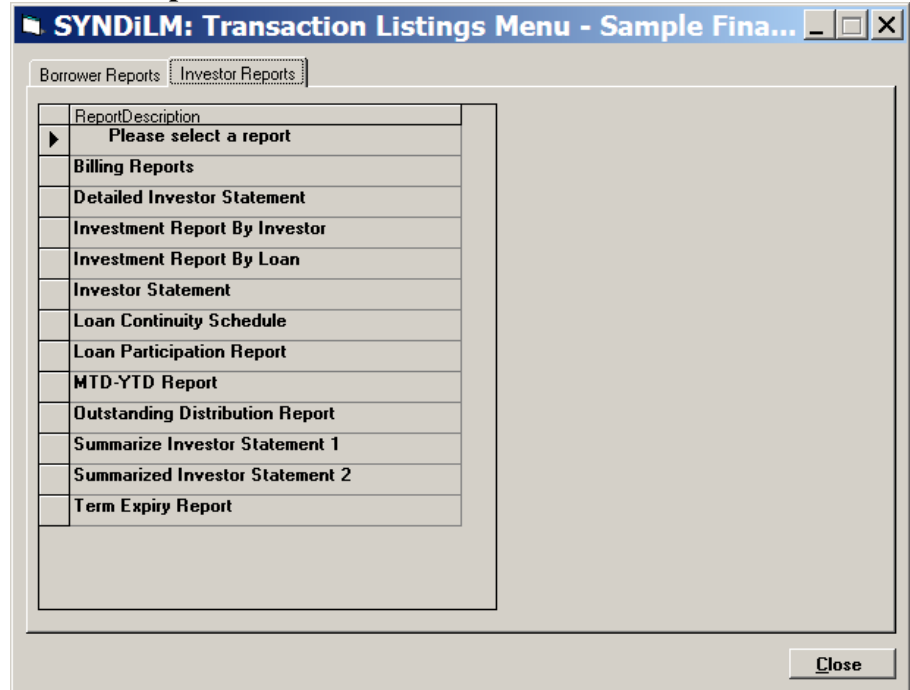 SYNDiLM: Transaction Listings Menu - Sample Fina...
Borrower Reports Investor Reports
ReportDescription
Please select a report
Billing Reports
Detailed Investor Statement
Investment Report By Investor
Investment Report By Loan
Investor Statement
Loan Continuity Schedule
Loan Participation Report
MTD-YTD Report
Outstanding Distribution Report
Summarize Investor Statement 1
Summarized Investor Statement 2
Term Expiry Report
Close